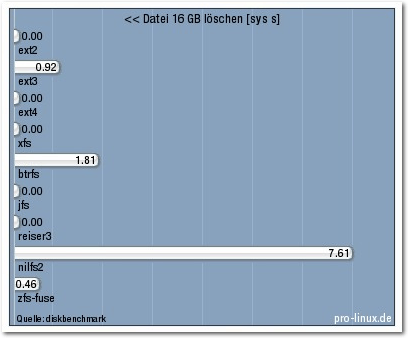 << Datei 16 GB löschen [sys s]
0.00
ext2
0.92
ext3
0.00
ext4
0.00
xfs
1.81
btrfs
0.00
jfs
0.00
reiser3
7.61
nilfs2
0.46
zfs-fuse
Quelle: diskbenchmark
pro-linux.de